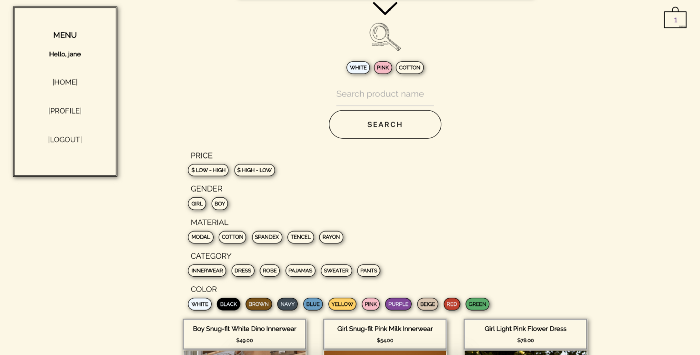 MENU
Hello, jane
|HOME|
|PROFILE|
|LOGOUT|
1
WHITE PINK COTTON
Search product name
SEARCH
PRICE
$ LOW - HIGH $ HIGH - LOW
GENDER
GIRL BOY
MATERIAL
MODAL COTTON SPANDEX TENCEL RAYON
CATEGORY
INNERWEAR DRESS ROBE PAJAMAS SWEATER PANTS
COLOR
WHITE BLACK BROWN NAVY BLUE YELLOW PINK PURPLE BEIGE RED GREEN
Boy Snug-fit White Dino Innerwear
$49.00
Girl Snug-fit Pink Milk Innerwear
$54.00
Girl Light Pink Flower Dress
$78.00